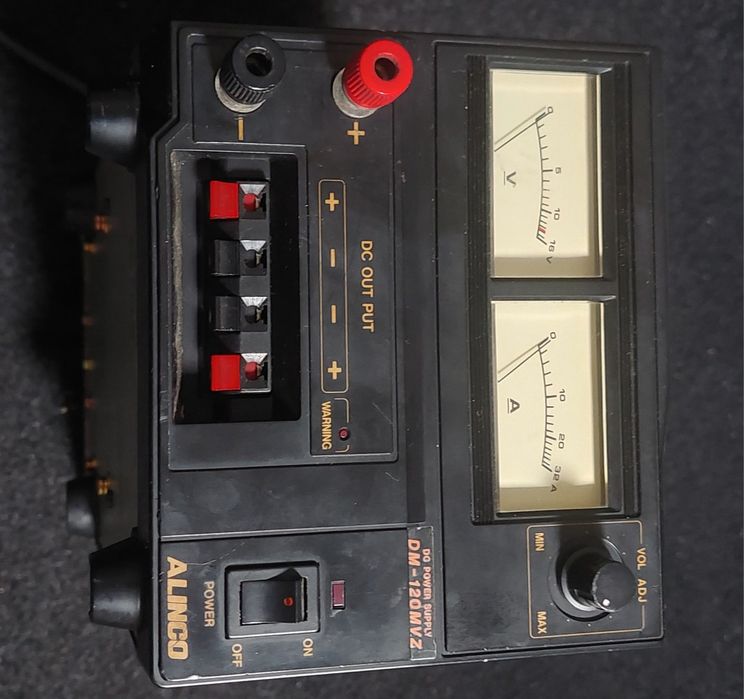 0 5 10 16 V
V
0 10 20 32 A
A
MIN VOL ADJ MAX
DC OUT PUT
- +
+ - - +
WARNING
DC POWER SUPPLY
DM-120MVZ
ON
OFF
POWER
ALINCO